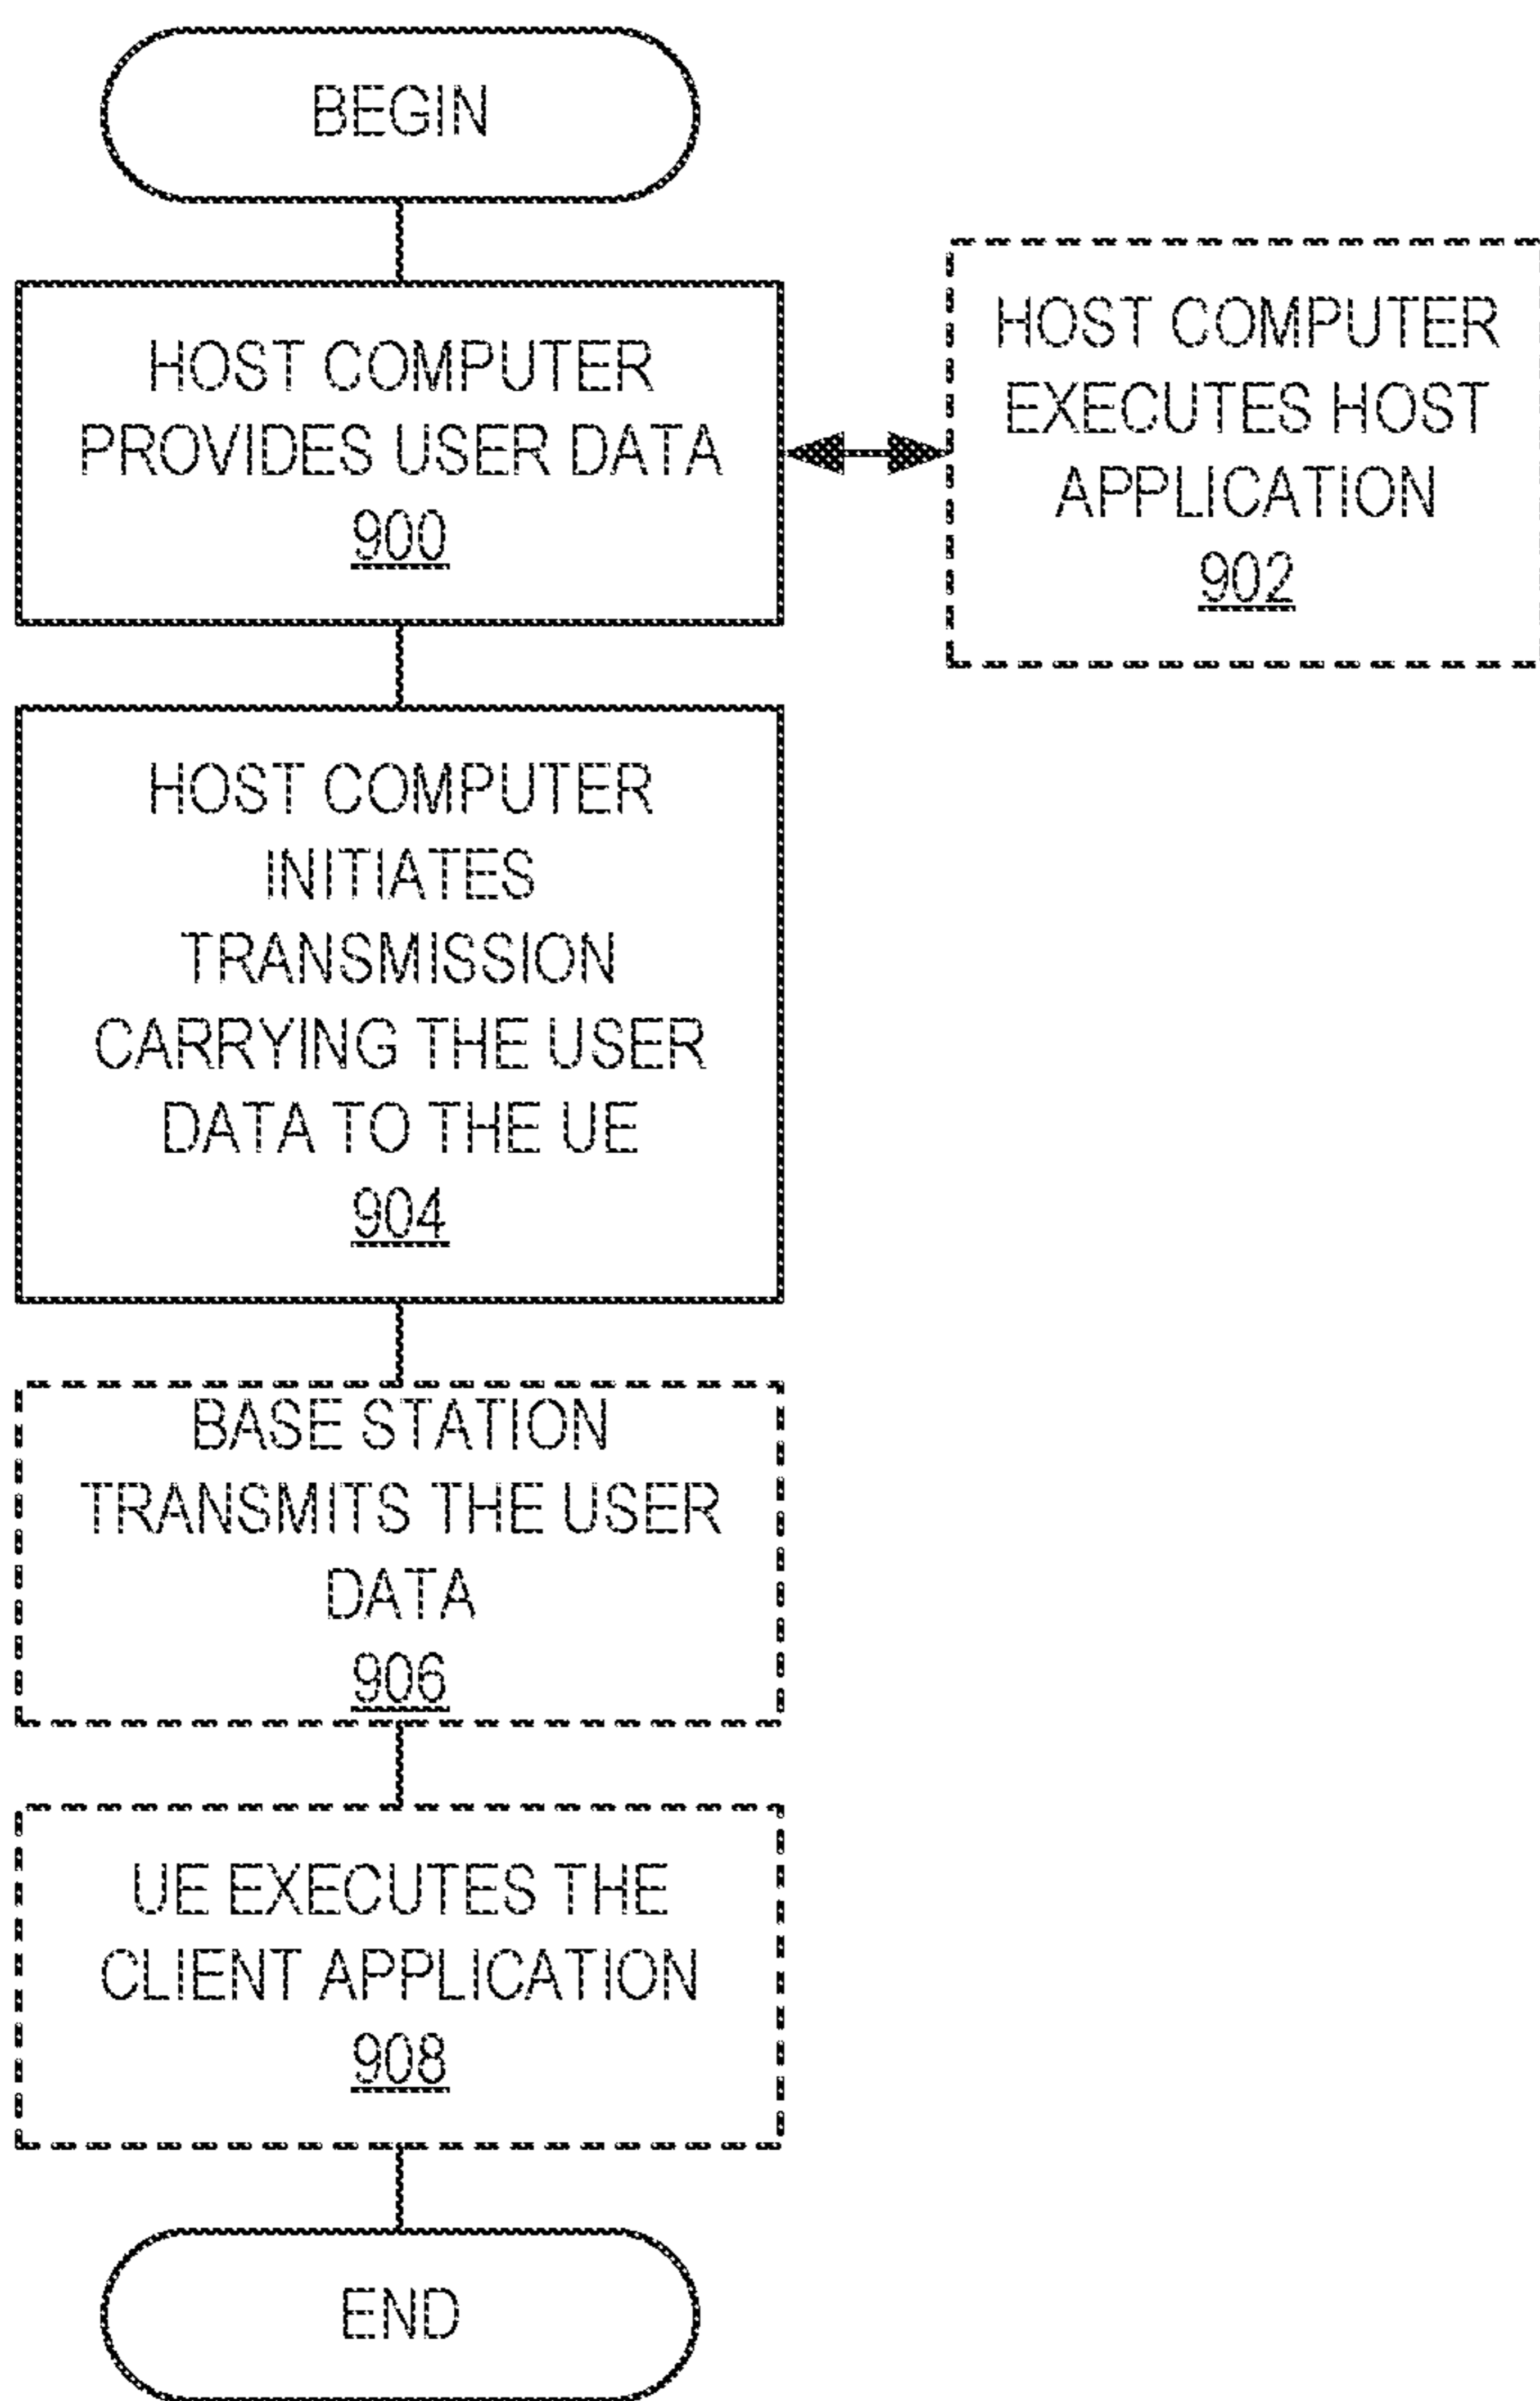 BEGIN
HOST COMPUTER
PROVIDES USER DATA
900
HOST COMPUTER
EXECUTES HOST
APPLICATION
902
HOST COMPUTER
INITIATES
TRANSMISSION
CARRYING THE USER
DATA TO THE UE
904
BASE STATION
TRANSMITS THE USER
DATA
906
UE EXECUTES THE
CLIENT APPLICATION
908
END